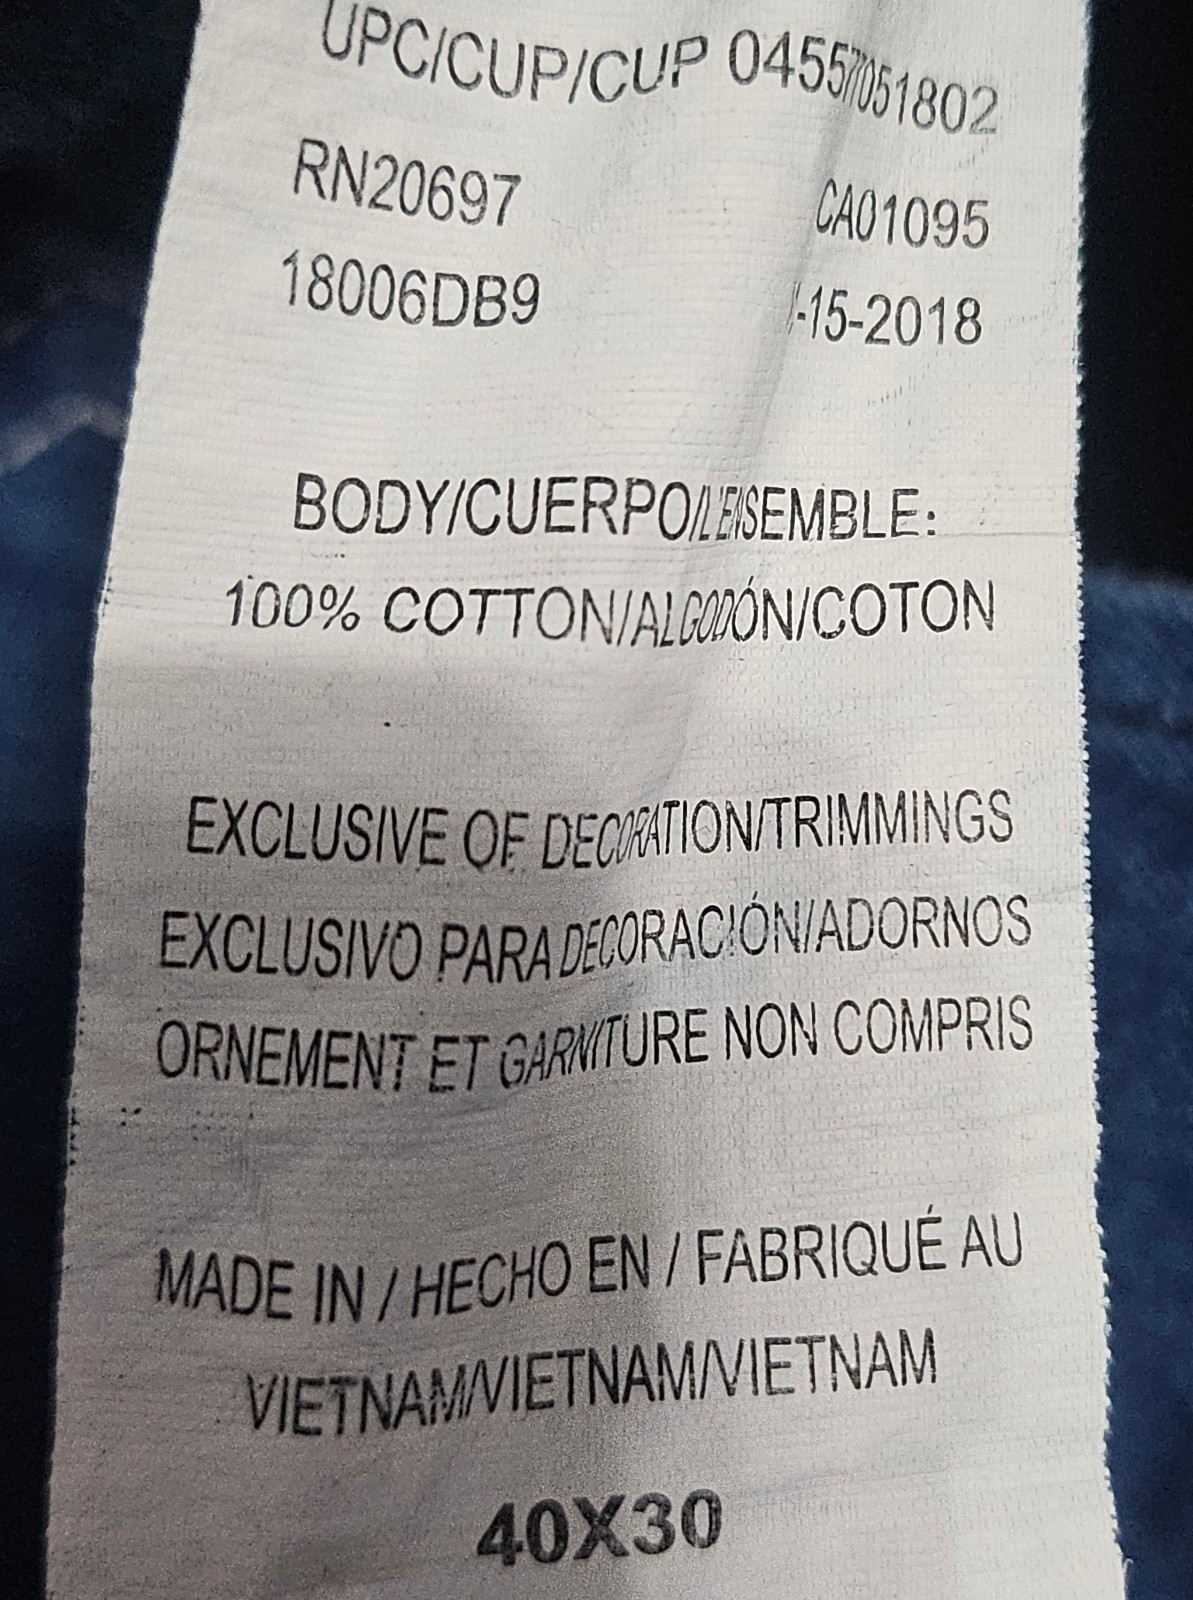 UPC/CUP/CUP 04557051802
RN20697 CA01095
18006DB9 -15-2018
BODY/CUERPO/L'ENSEMBLE:
100% COTTON/ALGODÓN/COTON
EXCLUSIVE OF DECORATION/TRIMMINGS
EXCLUSIVO PARA DECORACIÓN/ADORNOS
ORNEMENT ET GARNITURE NON COMPRIS
MADE IN / HECHO EN / FABRIQUÉ AU
VIETNAM/VIETNAM/VIETNAM
40X30